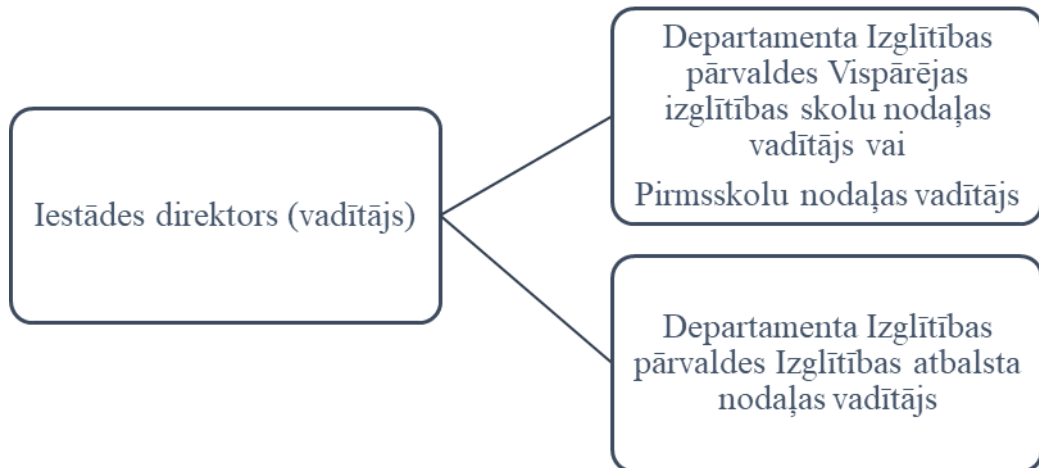 Departamenta Izglītības
pārvaldes Vispārējas
izglītības skolu nodaļas
vadītājs vai
Pirmsskolu nodaļas vadītājs
Iestādes direktors (vadītājs)
Departamenta Izglītības
pārvaldes Izglītības atbalsta
nodaļas vadītājs